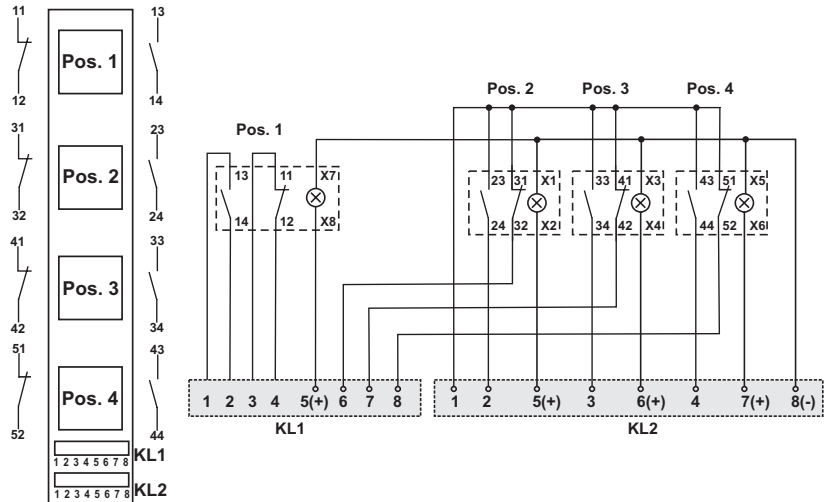 11 13
Pos. 1
12 14
31 23
Pos. 2
32 24
41 33
Pos. 3
42 34
51 43
Pos. 4
52 44
1 2 3 4 5 6 7 8 KL1
1 2 3 4 5 6 7 8 KL2
Pos. 2 Pos. 3 Pos. 4
Pos. 1
13 11 X7
14 12 X8
23 31 X1 33 41 X3 43 51 X5
24 32 X2 34 42 X4 44 52 X6
1 2 3 4 5(+) 6 7 8
KL1
1 2 5(+) 3 6(+) 4 7(+) 8(-)
KL2